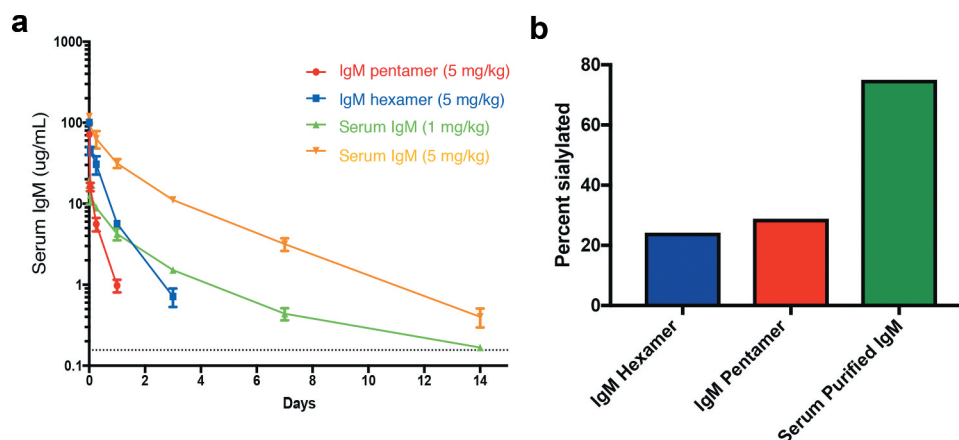 a
1000
100
10
1
0.1
Serum IgM (ug/mL)
IgM pentamer (5 mg/kg)
IgM hexamer (5 mg/kg)
Serum IgM (1 mg/kg)
Serum IgM (5 mg/kg)
0 2 4 6 8 10 12 14
Days
b
80
60
40
20
0
Percent sialylated
IgM Hexamer
IgM Pentamer
Serum Purified IgM